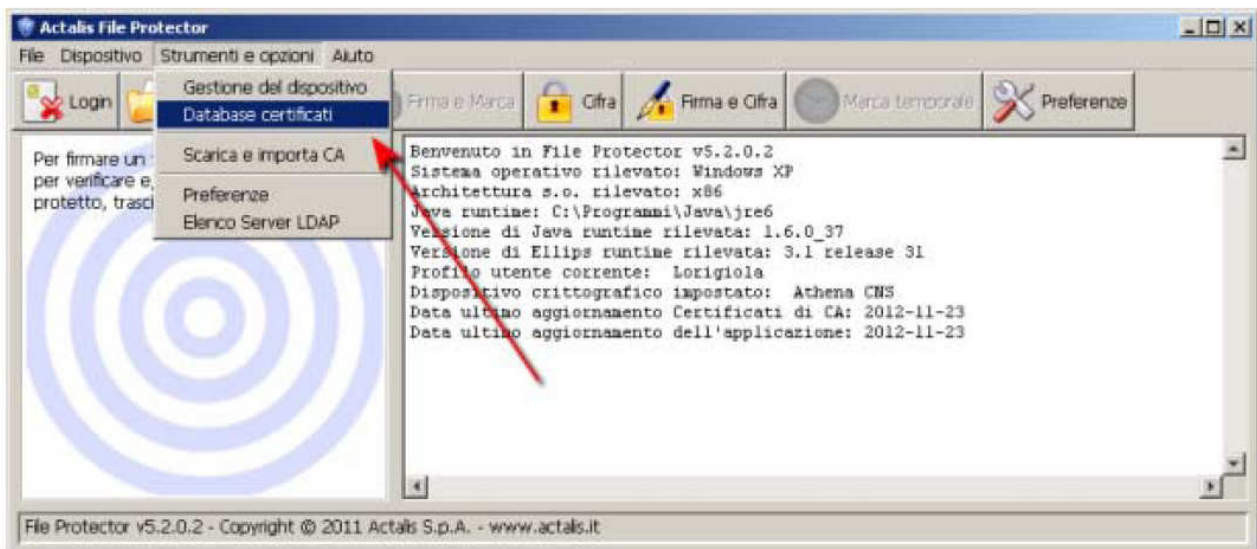 Actalis File Protector
File Dispositivo Strumenti e opzioni Aiuto
Gestione del dispositivo
Database certificati
Scarica e importa CA
Preferenze
Elenco Server LDAP
Login Firma e Marca Cifra Firma e Cifra Marca temporale Preferenze
Per firmare un
per verificare e,
protetto, trasci
Benvenuto in File Protector v5.2.0.2
Sistema operativo rilevato: Windows XP
Architettura s.o. rilevato: x86
Java runtime: C:\Programmi\Java\jre6
Versione di Java runtime rilevata: 1.6.0_37
Versione di Ellips runtime rilevata: 3.1 release 31
Profilo utente corrente: Lorigiola
Dispositivo crittografico impostato: Athena CNS
Data ultimo aggiornamento Certificati di CA: 2012-11-23
Data ultimo aggiornamento dell'applicazione: 2012-11-23
File Protector v5.2.0.2 - Copyright © 2011 Actalis S.p.A. - www.actalis.it